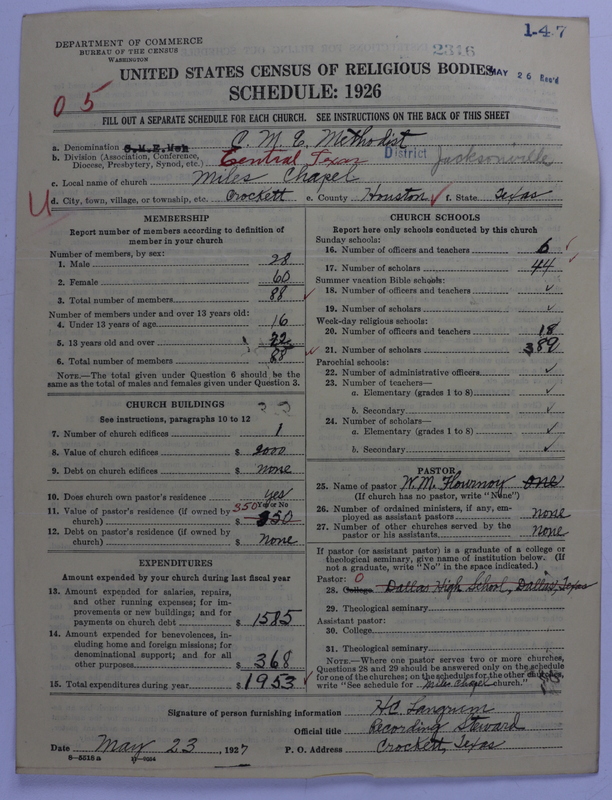 1-4-7
DEPARTMENT OF COMMERCE
BUREAU OF THE CENSUS
WASHINGTON
2316
MAY 26 Rec'd
UNITED STATES CENSUS OF RELIGIOUS BODIES
SCHEDULE: 1926
05
FILL OUT A SEPARATE SCHEDULE FOR EACH CHURCH. SEE INSTRUCTIONS ON THE BACK OF THIS SHEET
a. Denomination C. M. E. Methodist
b. Division (Association, Conference, Diocese, Presbytery, Synod, etc.) Central Texas District Jacksonville
c. Local name of church Miles Chapel
d. City, town, village, or township, etc. Crockett e. County Houston f. State Texas
MEMBERSHIP
Report number of members according to definition of
member in your church
Number of members, by sex:
1. Male 28
2. Female 60
3. Total number of members 88
Number of members under and over 13 years old:
4. Under 13 years of age 16
5. 13 years old and over 72
6. Total number of members 88
NOTE.—The total given under Question 6 should be the
same as the total of males and females given under Question 3.
CHURCH BUILDINGS
See instructions, paragraphs 10 to 12
7. Number of church edifices 1
8. Value of church edifices $ 2000
9. Debt on church edifices $ none
10. Does church own pastor's residence yes
Yes or No
11. Value of pastor's residence (if owned by
church) $ 350
350
12. Debt on pastor's residence (if owned by
church) $ None
EXPENDITURES
Amount expended by your church during last fiscal year
13. Amount expended for salaries, repairs,
and other running expenses; for im-
provements or new buildings; and for
payments on church debt $ 1585
14. Amount expended for benevolences, in-
cluding home and foreign missions; for
denominational support; and for all
other purposes $ 368
15. Total expenditures during year $ 1953
CHURCH SCHOOLS
Report here only schools conducted by this church
Sunday schools:
16. Number of officers and teachers 6
17. Number of scholars 44
Summer vacation Bible schools:
18. Number of officers and teachers
19. Number of scholars
Week-day religious schools:
20. Number of officers and teachers 18
21. Number of scholars 389
Parochial schools:
22. Number of administrative officers
23. Number of teachers—
a. Elementary (grades 1 to 8)
b. Secondary
24. Number of scholars—
a. Elementary (grades 1 to 8)
b. Secondary
PASTOR
25. Name of pastor W. M. Flournoy one
(If church has no pastor, write "None")
26. Number of ordained ministers, if any, em-
ployed as assistant pastors none
27. Number of other churches served by the
pastor or his assistants none
If pastor (or assistant pastor) is a graduate of a college or
theological seminary, give name of institution below. (If
not a graduate, write "No" in the space indicated.)
Pastor: 0
28. College Dallas High School, Dallas, Texas
29. Theological seminary
Assistant pastor:
30. College
31. Theological seminary
NOTE.—Where one pastor serves two or more churches,
Questions 28 and 29 should be answered only on the schedule
for one of the churches; on the schedules for the other churches,
write "See schedule for Miles Chapel church."
Signature of person furnishing information H.C. Langrum
Official title Recording Steward
Date May 23, 1927 P. O. Address Crockett, Texas
8—5318a